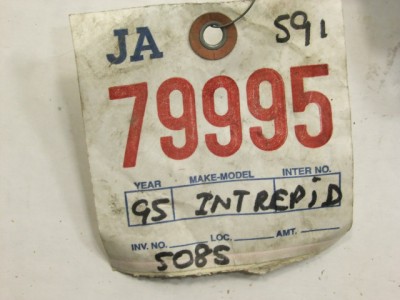 JA 591
79995
YEAR MAKE-MODEL INTER NO.
95 INTREPID
INV. NO. LOC. AMT.
5085